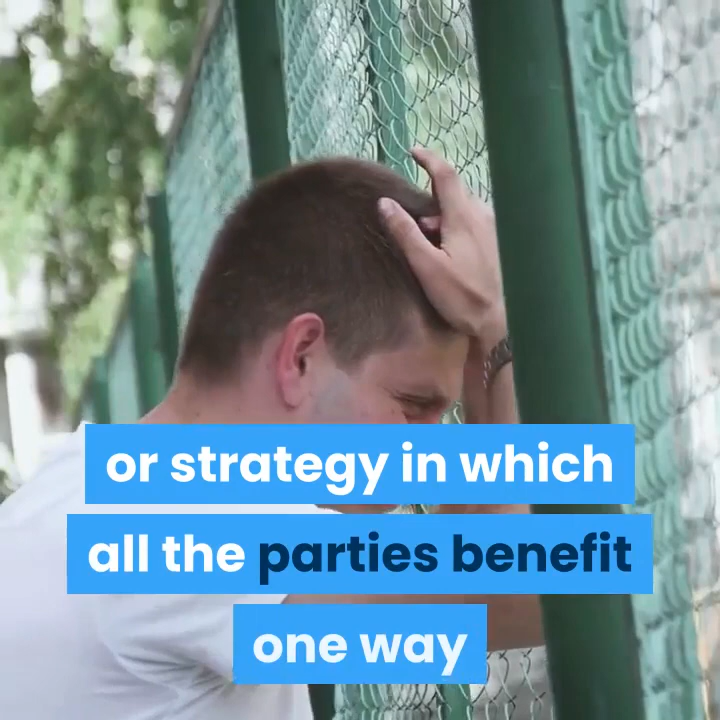 or strategy in which
all the parties benefit
one way